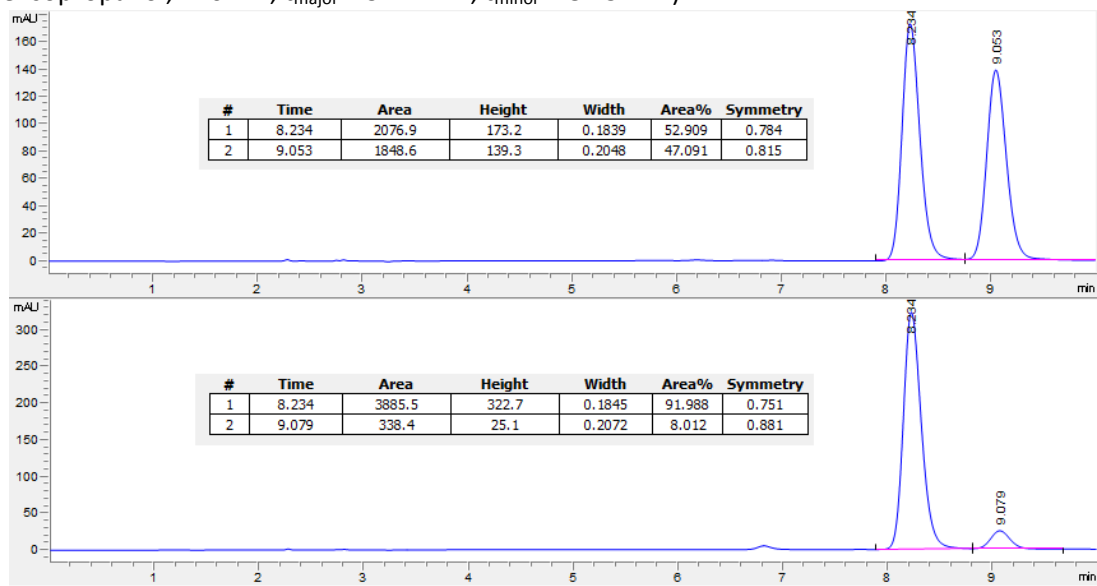 mAU
160
140
120
100
80
60
40
20
0
8.234
9.053
# Time Area Height Width Area% Symmetry
1 8.234 2076.9 173.2 0.1839 52.909 0.784
2 9.053 1848.6 139.3 0.2048 47.091 0.815
1 2 3 4 5 6 7 8 9 min
mAU
300
250
200
150
100
50
0
8.234
9.079
# Time Area Height Width Area% Symmetry
1 8.234 3885.5 322.7 0.1845 91.988 0.751
2 9.079 338.4 25.1 0.2072 8.012 0.881
1 2 3 4 5 6 7 8 9 min